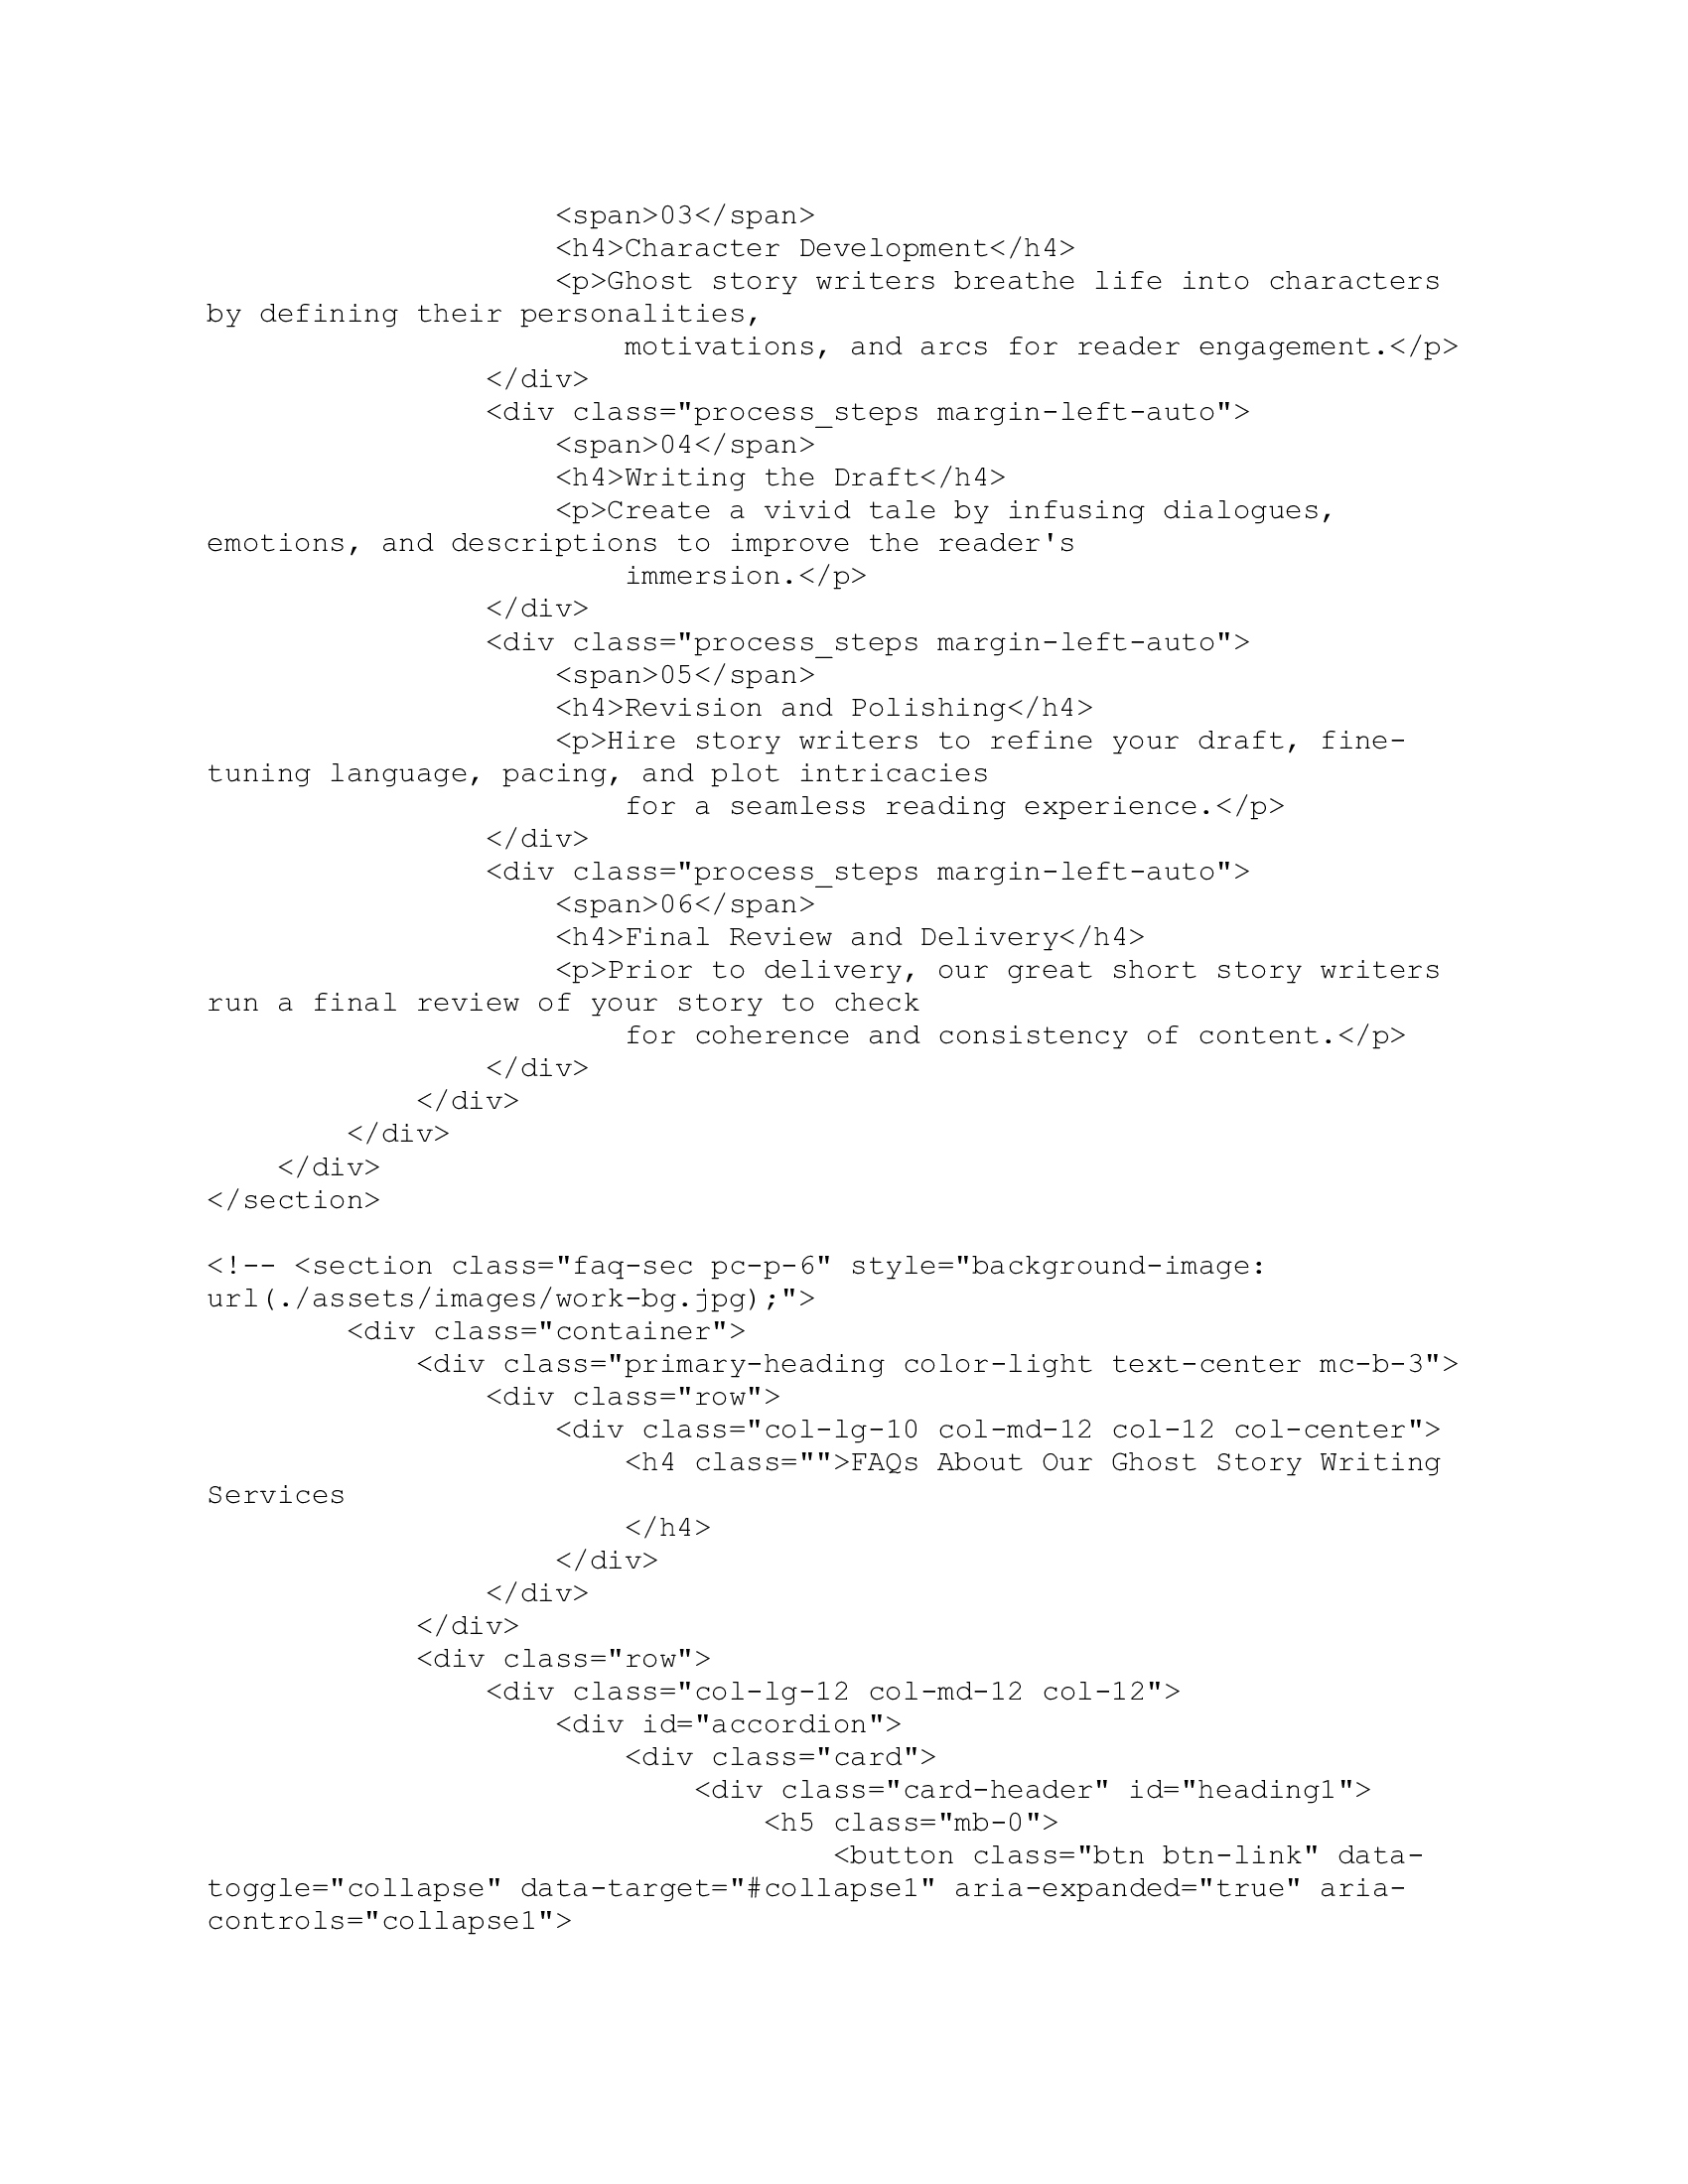 <span>03</span>
<h4>Character Development</h4>
<p>Ghost story writers breathe life into characters
by defining their personalities,
motivations, and arcs for reader engagement.</p>
</div>
<div class="process_steps margin-left-auto">
<span>04</span>
<h4>Writing the Draft</h4>
<p>Create a vivid tale by infusing dialogues,
emotions, and descriptions to improve the reader's
immersion.</p>
</div>
<div class="process_steps margin-left-auto">
<span>05</span>
<h4>Revision and Polishing</h4>
<p>Hire story writers to refine your draft, fine-
tuning language, pacing, and plot intricacies
for a seamless reading experience.</p>
</div>
<div class="process_steps margin-left-auto">
<span>06</span>
<h4>Final Review and Delivery</h4>
<p>Prior to delivery, our great short story writers
run a final review of your story to check
for coherence and consistency of content.</p>
</div>
</div>
</div>
</div>
</section>
<!-- <section class="faq-sec pc-p-6" style="background-image:
url(./assets/images/work-bg.jpg);">
<div class="container">
<div class="primary-heading color-light text-center mc-b-3">
<div class="row">
<div class="col-lg-10 col-md-12 col-12 col-center">
<h4 class="">FAQs About Our Ghost Story Writing
Services
</h4>
</div>
</div>
</div>
<div class="row">
<div class="col-lg-12 col-md-12 col-12">
<div id="accordion">
<div class="card">
<div class="card-header" id="heading1">
<h5 class="mb-0">
<button class="btn btn-link" data-
toggle="collapse" data-target="#collapse1" aria-expanded="true" aria-
controls="collapse1">